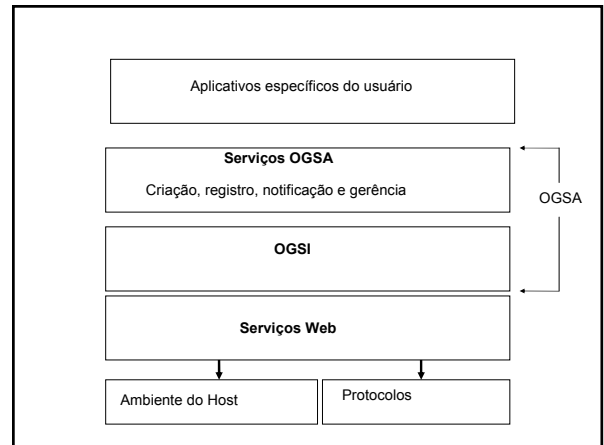 Aplicativos específicos do usuário
Serviços OGSA
Criação, registro, notificação e gerência
OGSA
OGSI
Serviços Web
Ambiente do Host
Protocolos